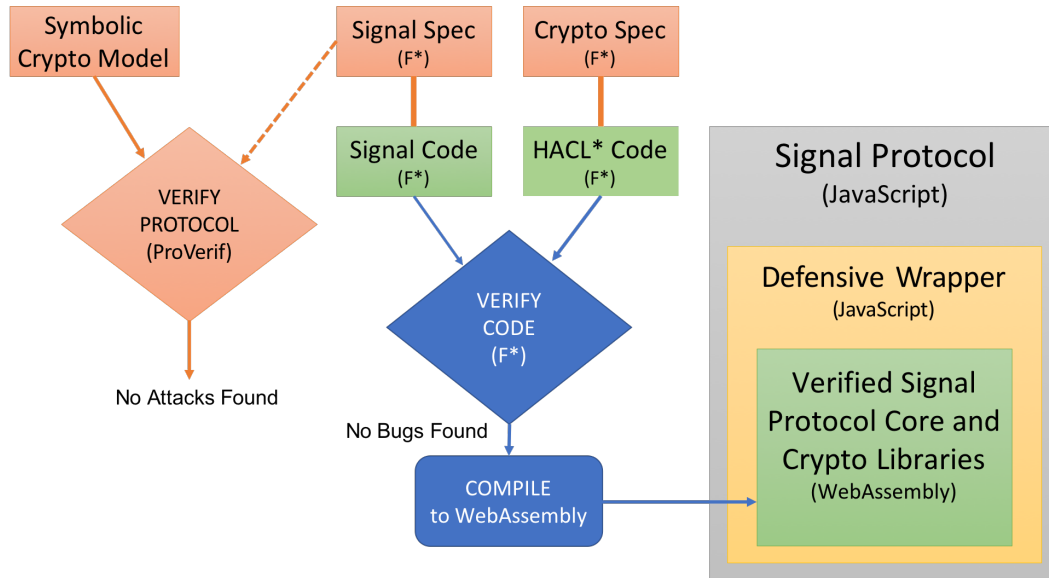 Symbolic
Crypto Model
Signal Spec
(F*)
Crypto Spec
(F*)
Signal Code
(F*)
HACL* Code
(F*)
VERIFY
PROTOCOL
(ProVerif)
No Attacks Found
VERIFY
CODE
(F*)
No Bugs Found
COMPILE
to WebAssembly
Signal Protocol
(JavaScript)
Defensive Wrapper
(JavaScript)
Verified Signal
Protocol Core and
Crypto Libraries
(WebAssembly)